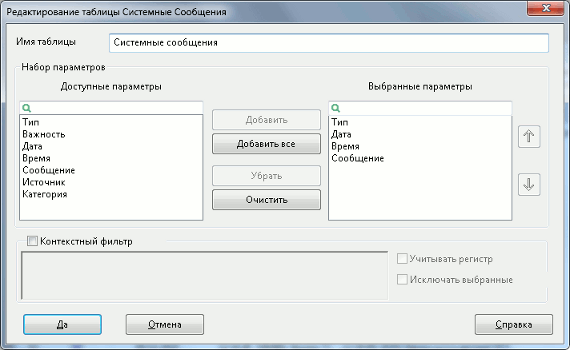 Редактирование таблицы Системные Сообщения
Имя таблицы
Системные сообщения
Набор параметров
Доступные параметры
Выбранные параметры
Тип
Важность
Дата
Время
Сообщение
Источник
Категория
Добавить
Добавить все
Убрать
Очистить
Тип
Дата
Время
Сообщение
Контекстный фильтр
Учитывать регистр
Исключать выбранные
Да
Отмена
Справка